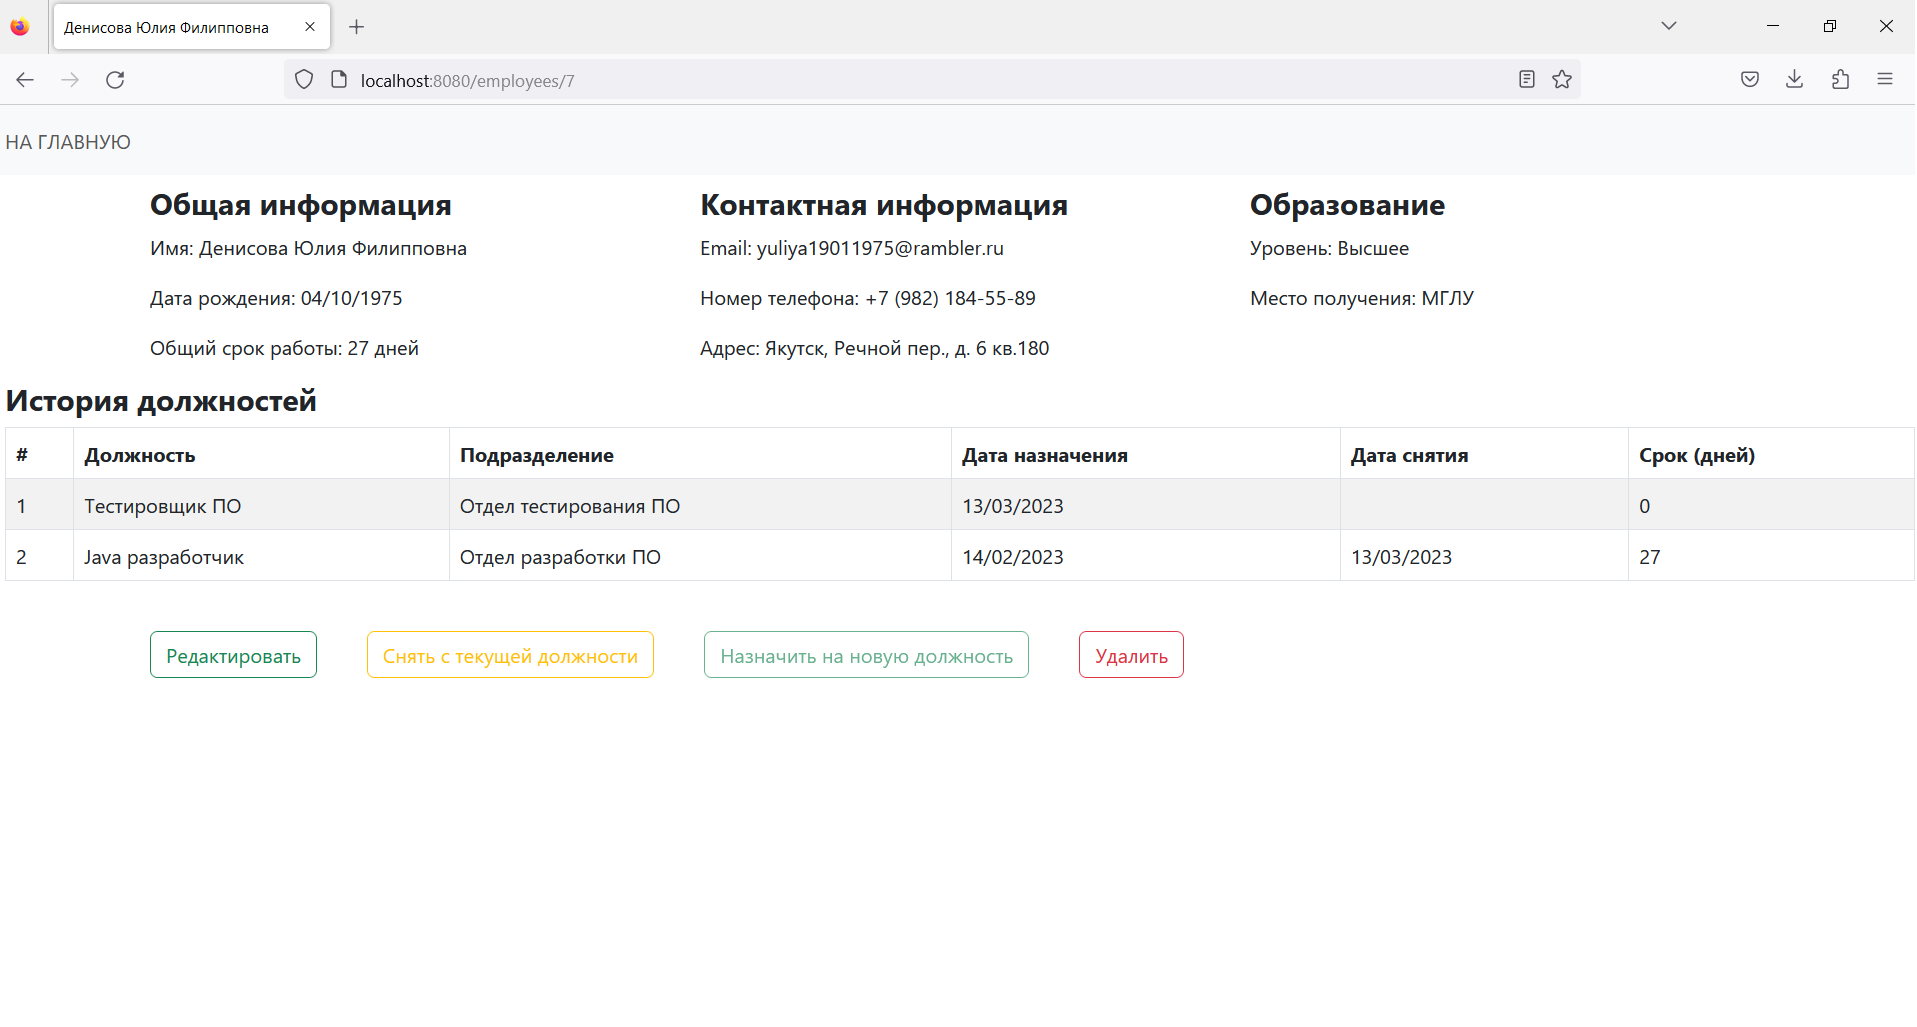 Денисова Юлия Филипповна
localhost:8080/employees/7
НА ГЛАВНУЮ
Общая информация
Имя: Денисова Юлия Филипповна
Дата рождения: 04/10/1975
Общий срок работы: 27 дней
Контактная информация
Email: yuliya19011975@rambler.ru
Номер телефона: +7 (982) 184-55-89
Адрес: Якутск, Речной пер., д. 6 кв.180
Образование
Уровень: Высшее
Место получения: МГЛУ
История должностей
# Должность Подразделение Дата назначения Дата снятия Срок (дней)
1 Тестировщик ПО Отдел тестирования ПО 13/03/2023 0
2 Java разработчик Отдел разработки ПО 14/02/2023 13/03/2023 27
Редактировать Снять с текущей должности Назначить на новую должность Удалить